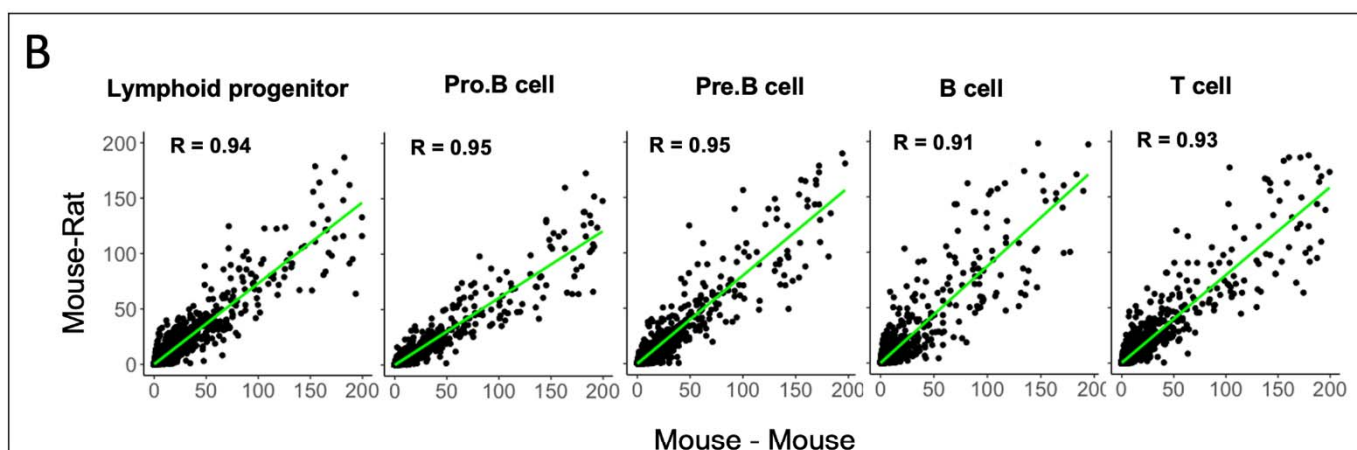 B
Lymphoid progenitor Pro.B cell Pre.B cell B cell T cell
R = 0.94 R = 0.95 R = 0.95 R = 0.91 R = 0.93
Mouse-Rat
200
150
100
50
0
0 50 100 150 200 0 50 100 150 200 0 50 100 150 200 0 50 100 150 200 0 50 100 150 200
Mouse - Mouse